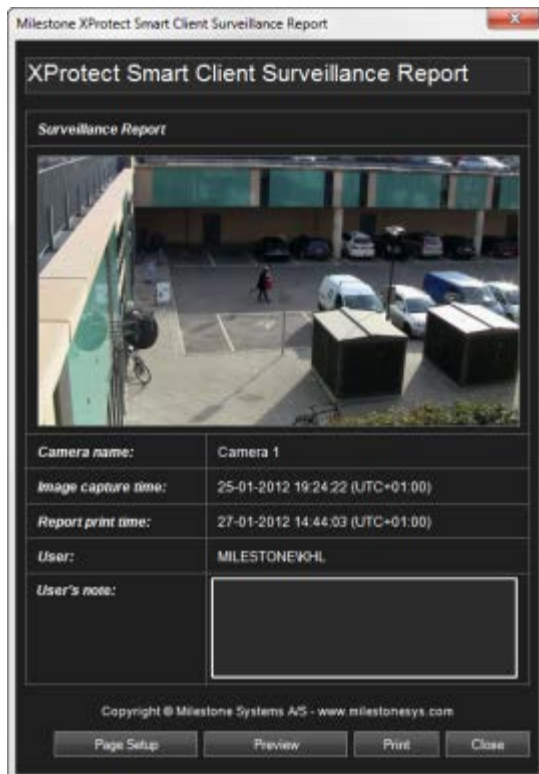 Milestone XProtect Smart Client Surveillance Report
XProtect Smart Client Surveillance Report
Surveillance Report
Camera name: Camera 1
Image capture time: 25-01-2012 19:24:22 (UTC+01:00)
Report print time: 27-01-2012 14:44:03 (UTC+01:00)
User: MILESTONE\KHL
User's note:
Copyright © Milestone Systems A/S - www.milestonesys.com
Page Setup Preview Print Close